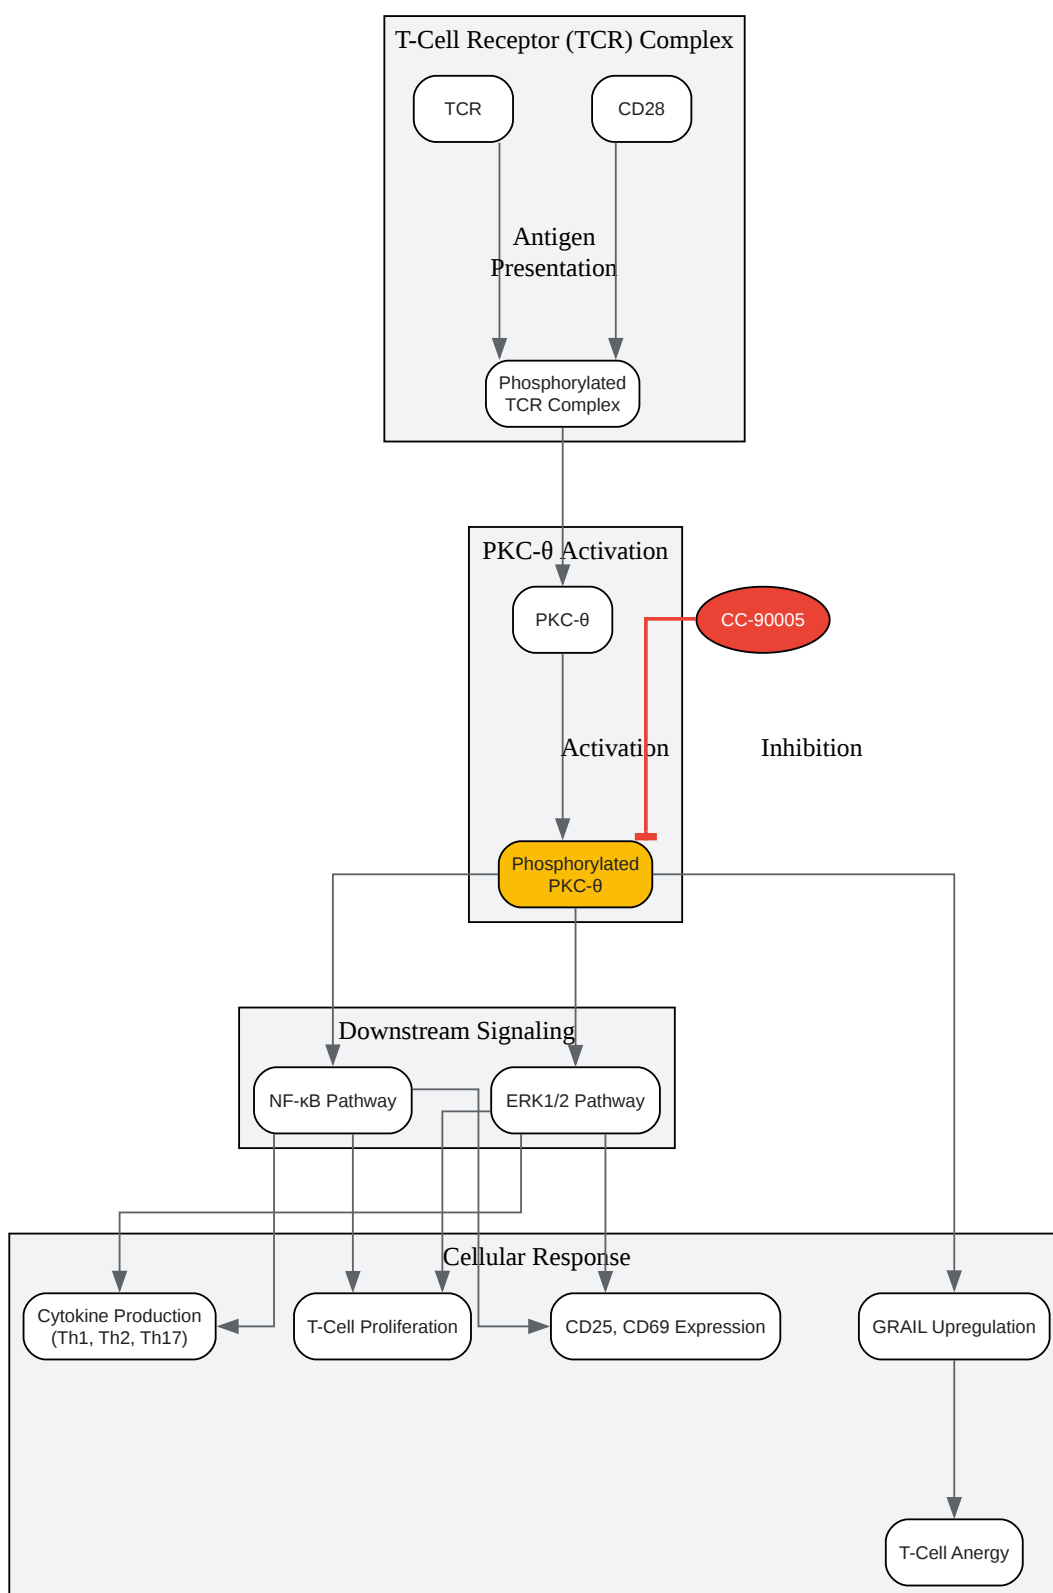 T-Cell Receptor (TCR) Complex
TCR
CD28
Antigen
Presentation
Phosphorylated
TCR Complex
PKC-θ Activation
PKC-θ
CC-90005
Activation
Inhibition
Phosphorylated
PKC-θ
Downstream Signaling
NF-κB Pathway
ERK1/2 Pathway
Cellular Response
Cytokine Production
(Th1, Th2, Th17)
T-Cell Proliferation
CD25, CD69 Expression
GRAIL Upregulation
T-Cell Anergy